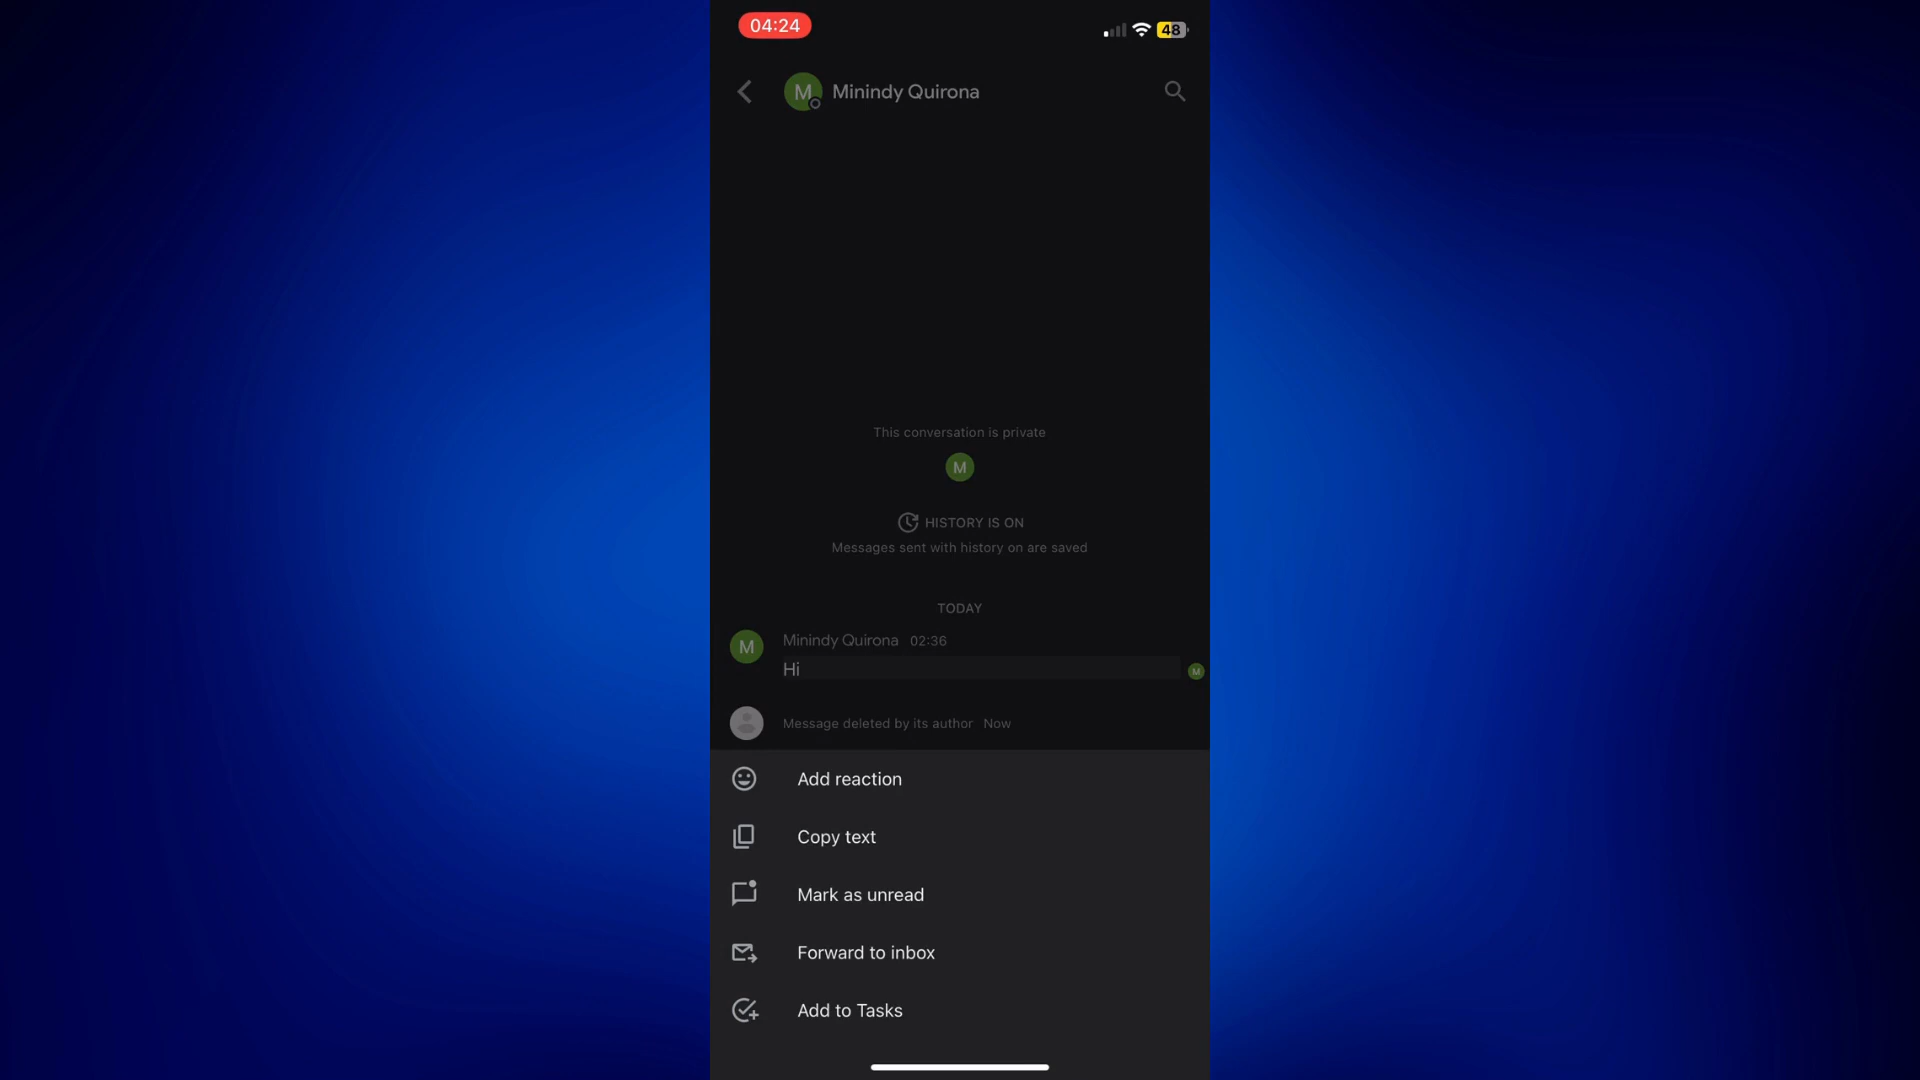 04:24
48
M Minindy Quirona
This conversation is private
M
HISTORY IS ON
Messages sent with history on are saved
TODAY
M Minindy Quirona 02:36
Hi M
Message deleted by its author Now
Add reaction
Copy text
Mark as unread
Forward to inbox
Add to Tasks